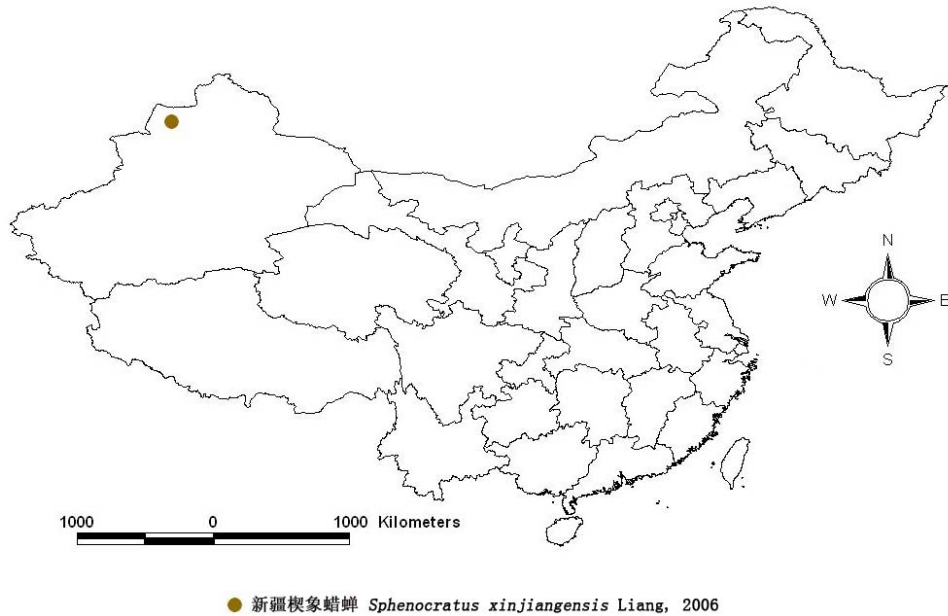 N
W E
S
1000 0 1000 Kilometers
新疆楔象蜡蝉 Sphenocratus xinjiangensis Liang, 2006